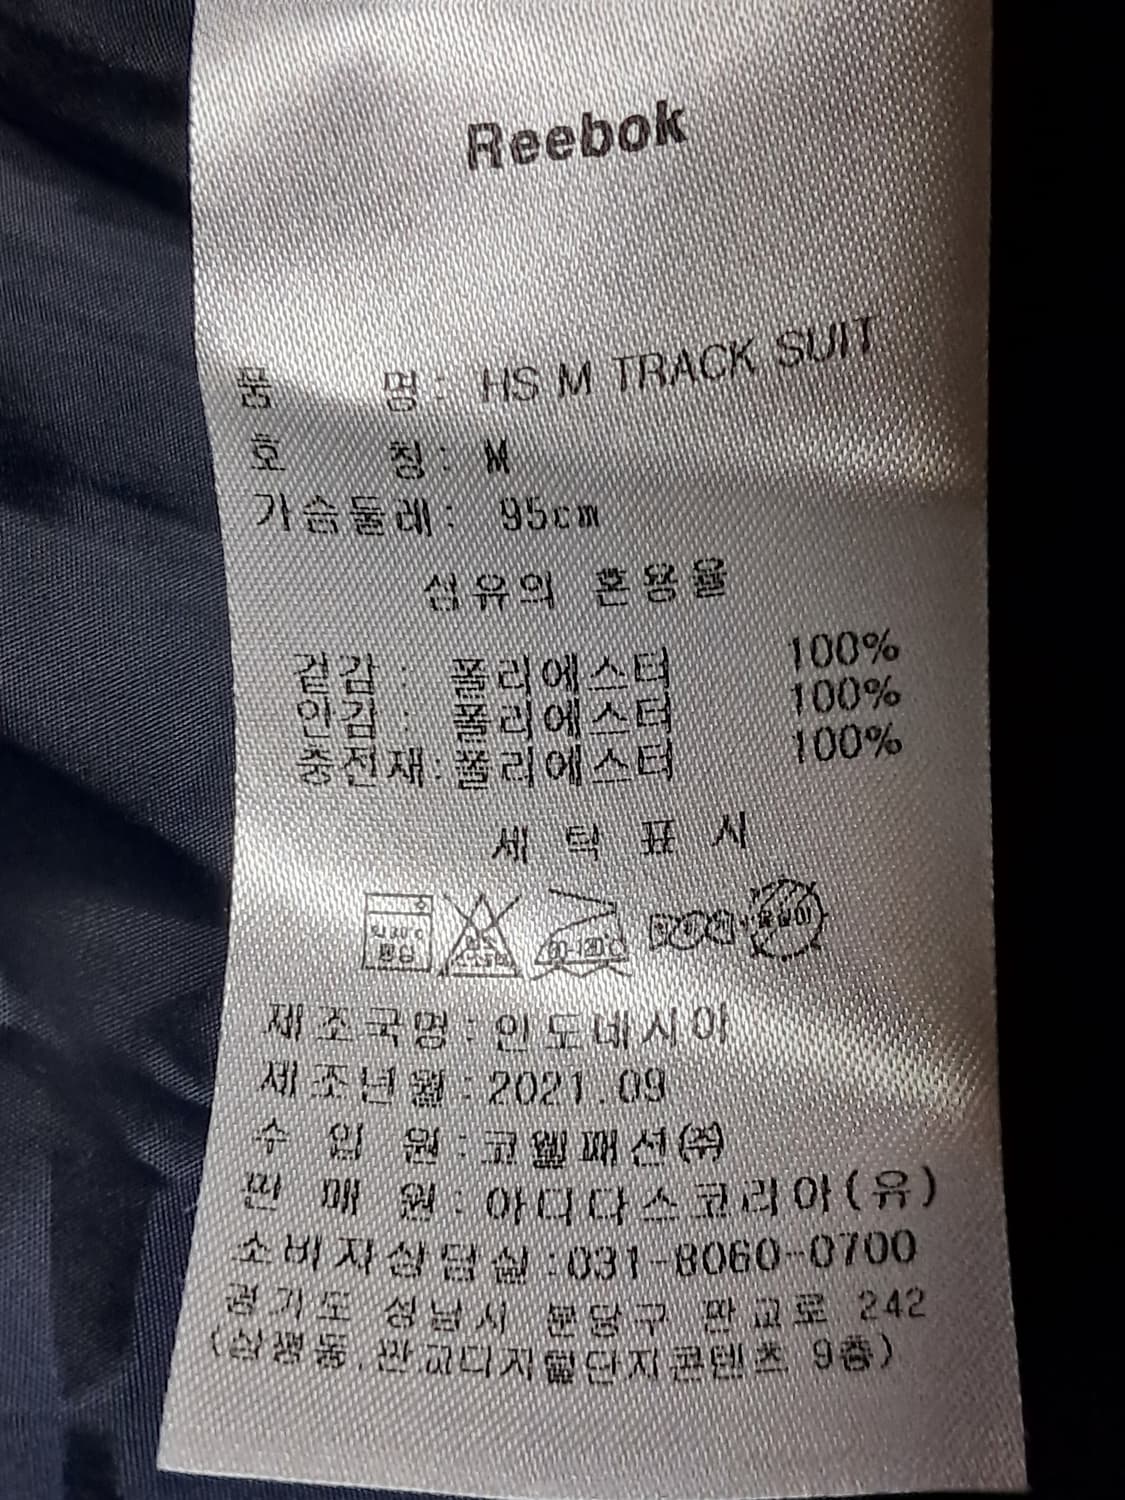 Reebok
품 명: HS M TRACK SUIT
호 칭: M
가슴둘레: 95cm
섬유의 혼용율
겉감 : 폴리에스터 100%
안감 : 폴리에스터 100%
충전재:폴리에스터 100%
세 탁 표 시
약30℃
중성
제조국명:인도네시아
제조년월:2021.09
수 입 원:코웰패션㈜
판 매 원:아디다스코리아(유)
소비자상담실:031-8060-0700
경기도 성남시 분당구 판교로 242
(삼평동,판교디지털단지콘텐츠 9층)